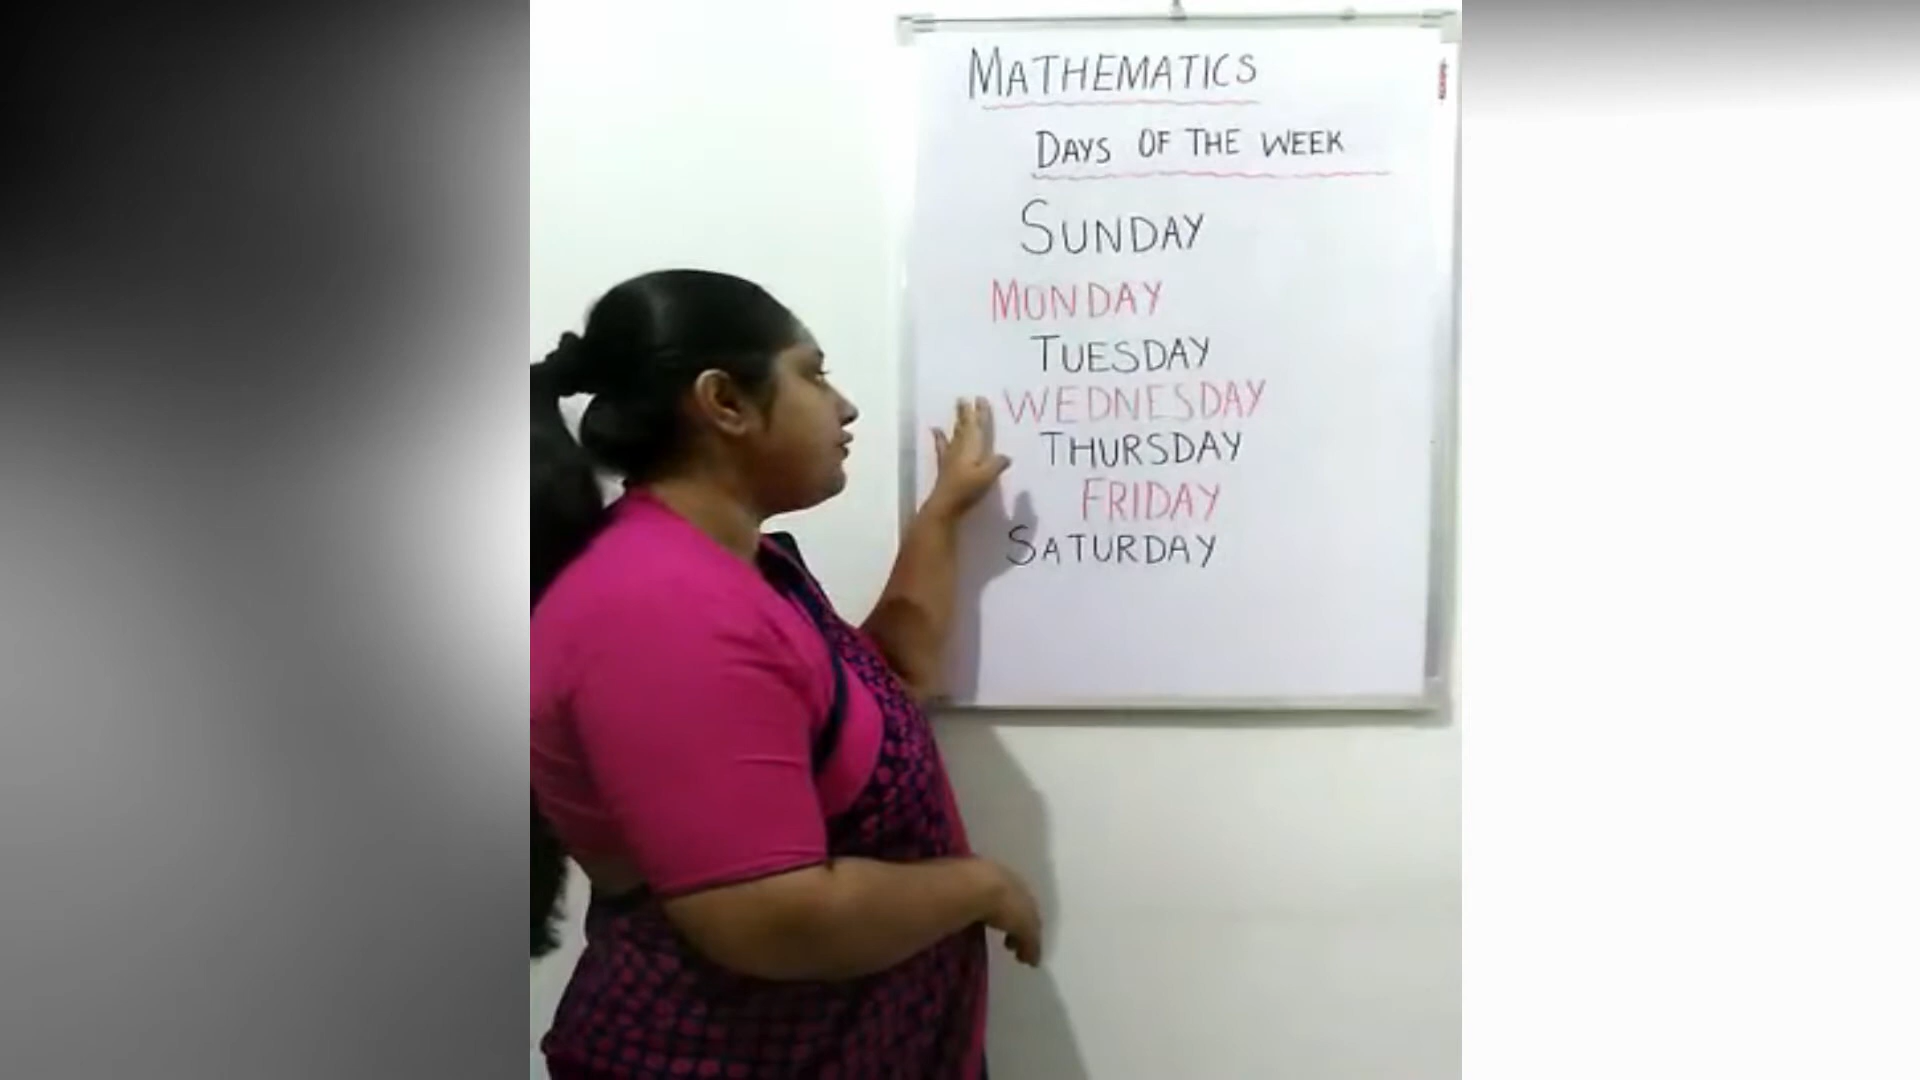 MATHEMATICS
DAYS OF THE WEEK
SUNDAY
MONDAY
TUESDAY
WEDNESDAY
THURSDAY
FRIDAY
SATURDAY